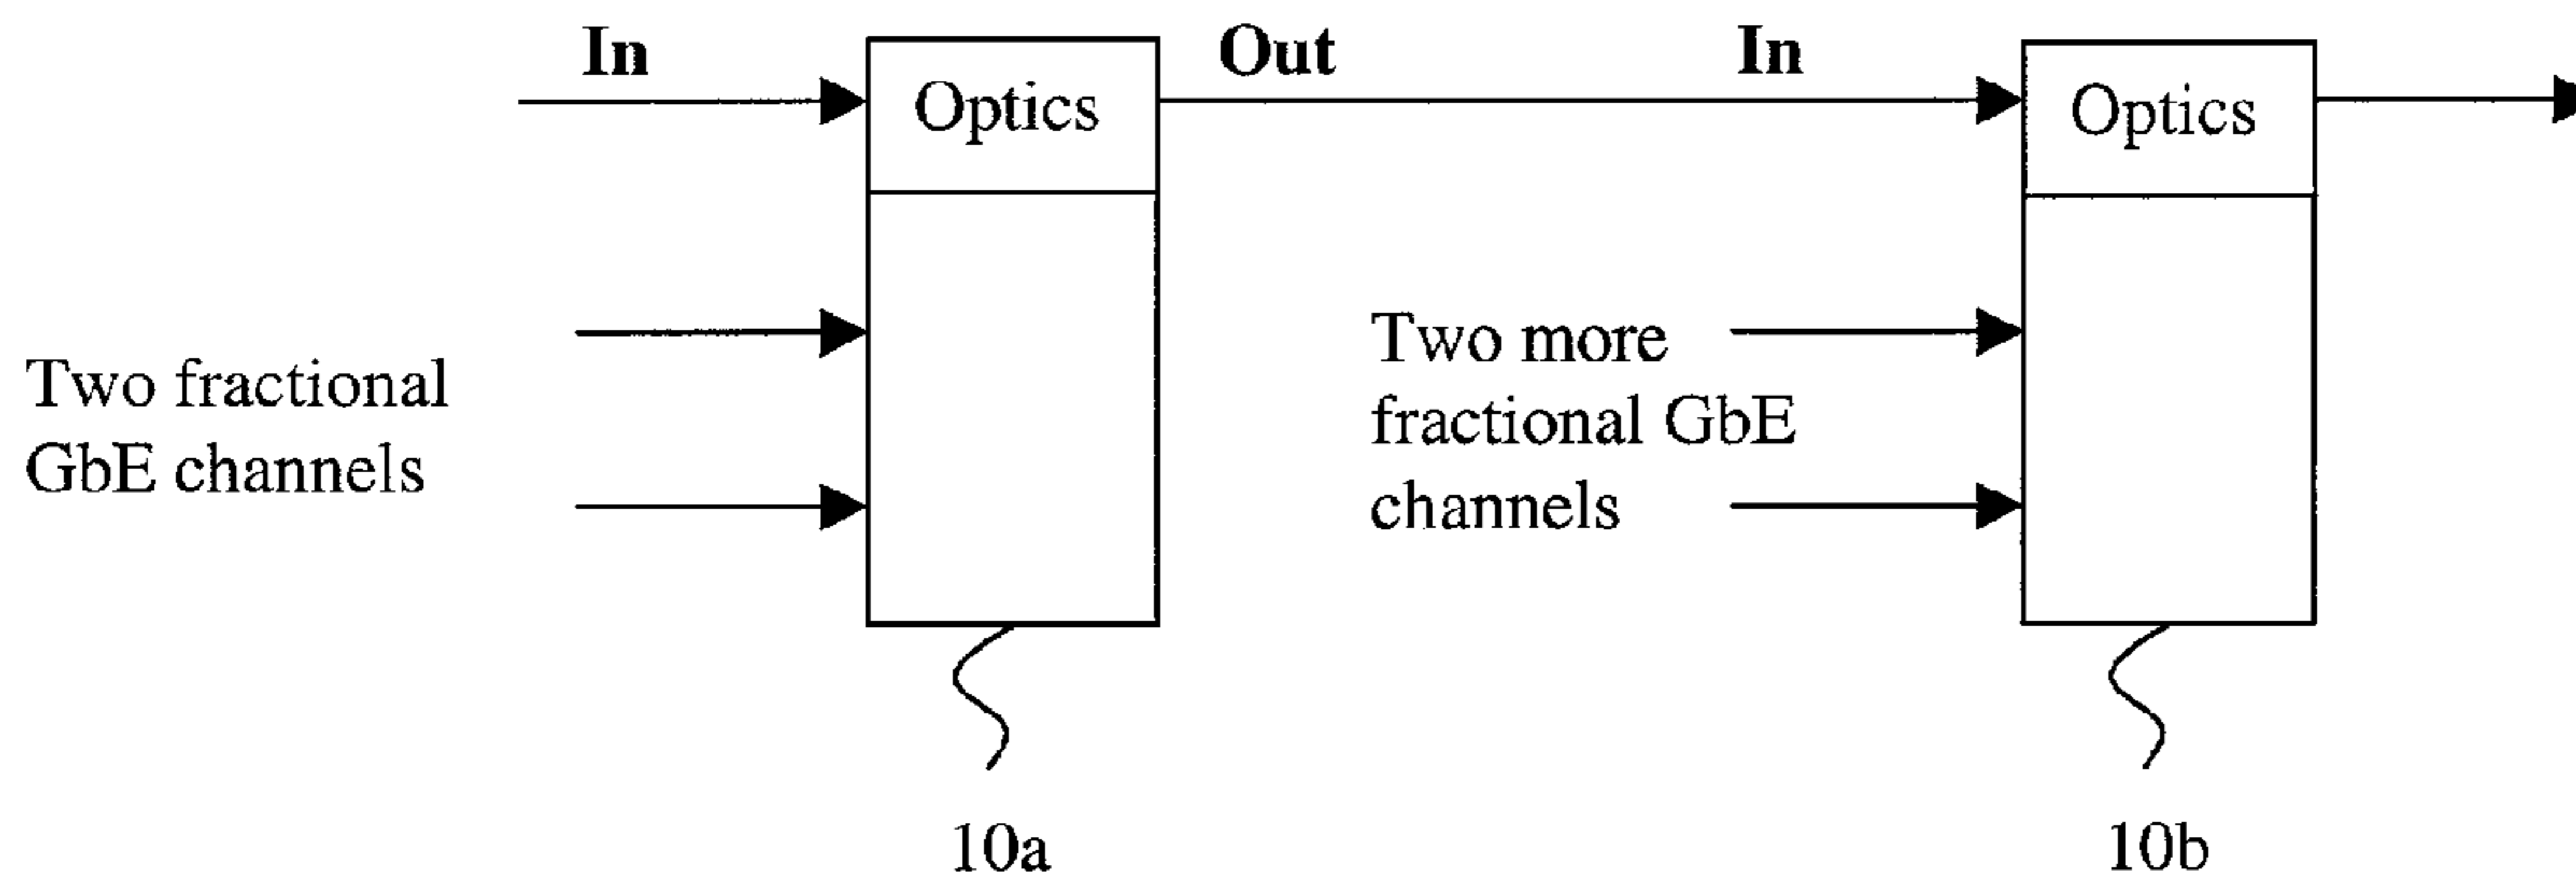 In
Out
In
Optics
Optics
Two fractional
GbE channels
Two more
fractional GbE
channels
10a
10b